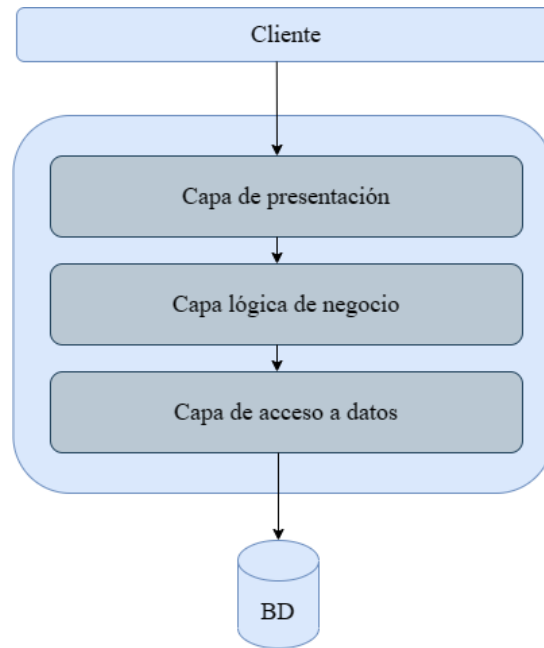 Cliente
Capa de presentación
Capa lógica de negocio
Capa de acceso a datos
BD